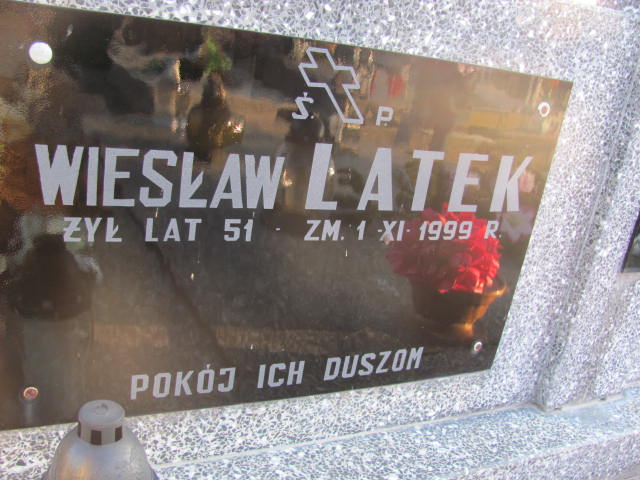 Ś. P.
WIESŁAW LATEK
ŻYŁ LAT 51 - ZM. 1-XI-1999 R.
POKÓJ ICH DUSZOM